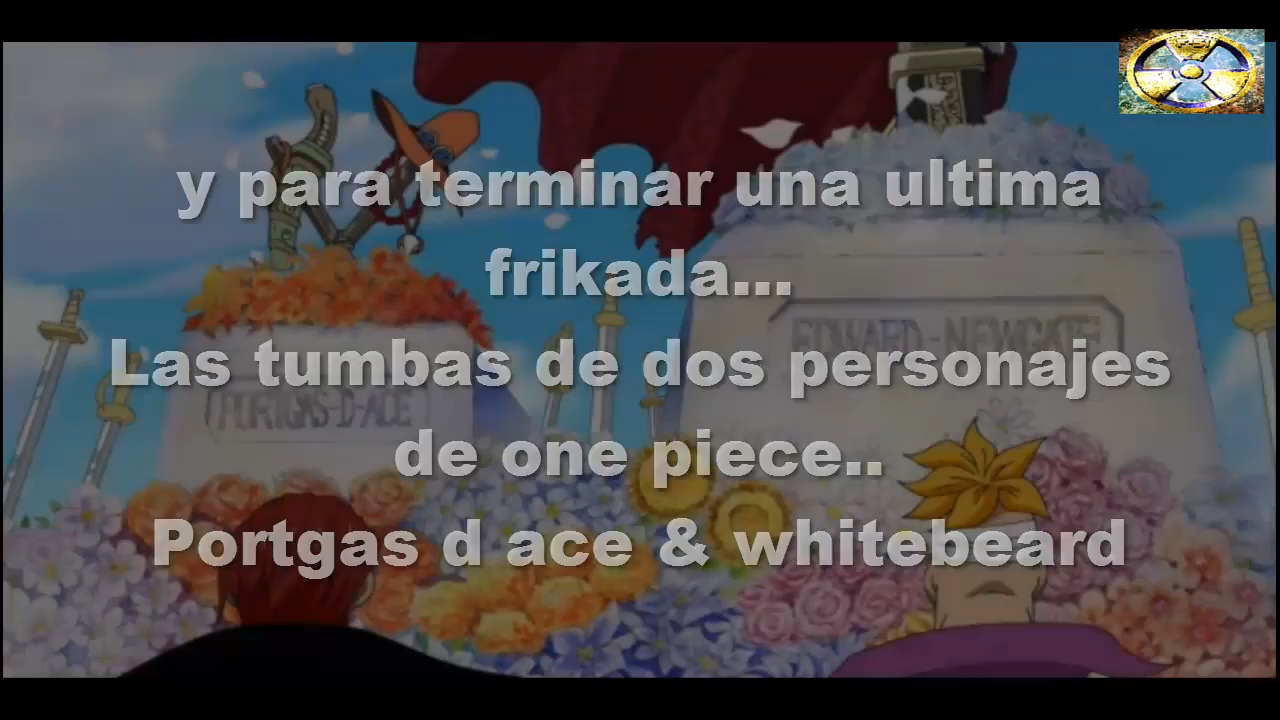 y para terminar una ultima
frikada...
Las tumbas de dos personajes
de one piece..
Portgas d ace & whitebeard
EDWARD-NEWGATE
PORTGAS-D-ACE